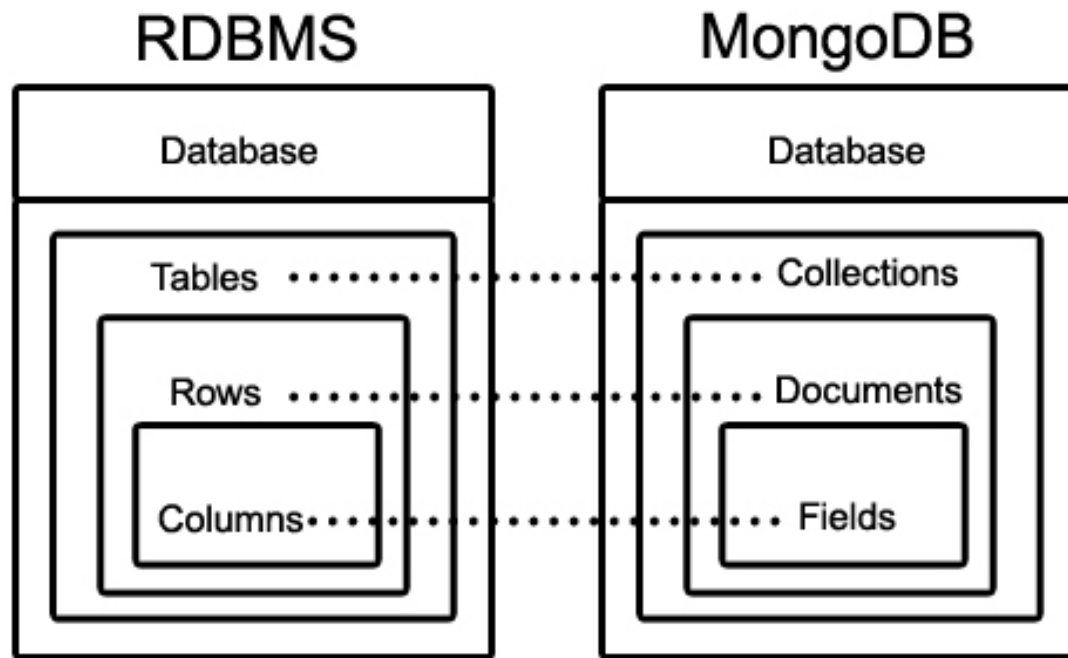 RDBMS
MongoDB
Database
Database
Tables
Collections
Rows
Documents
Columns
Fields